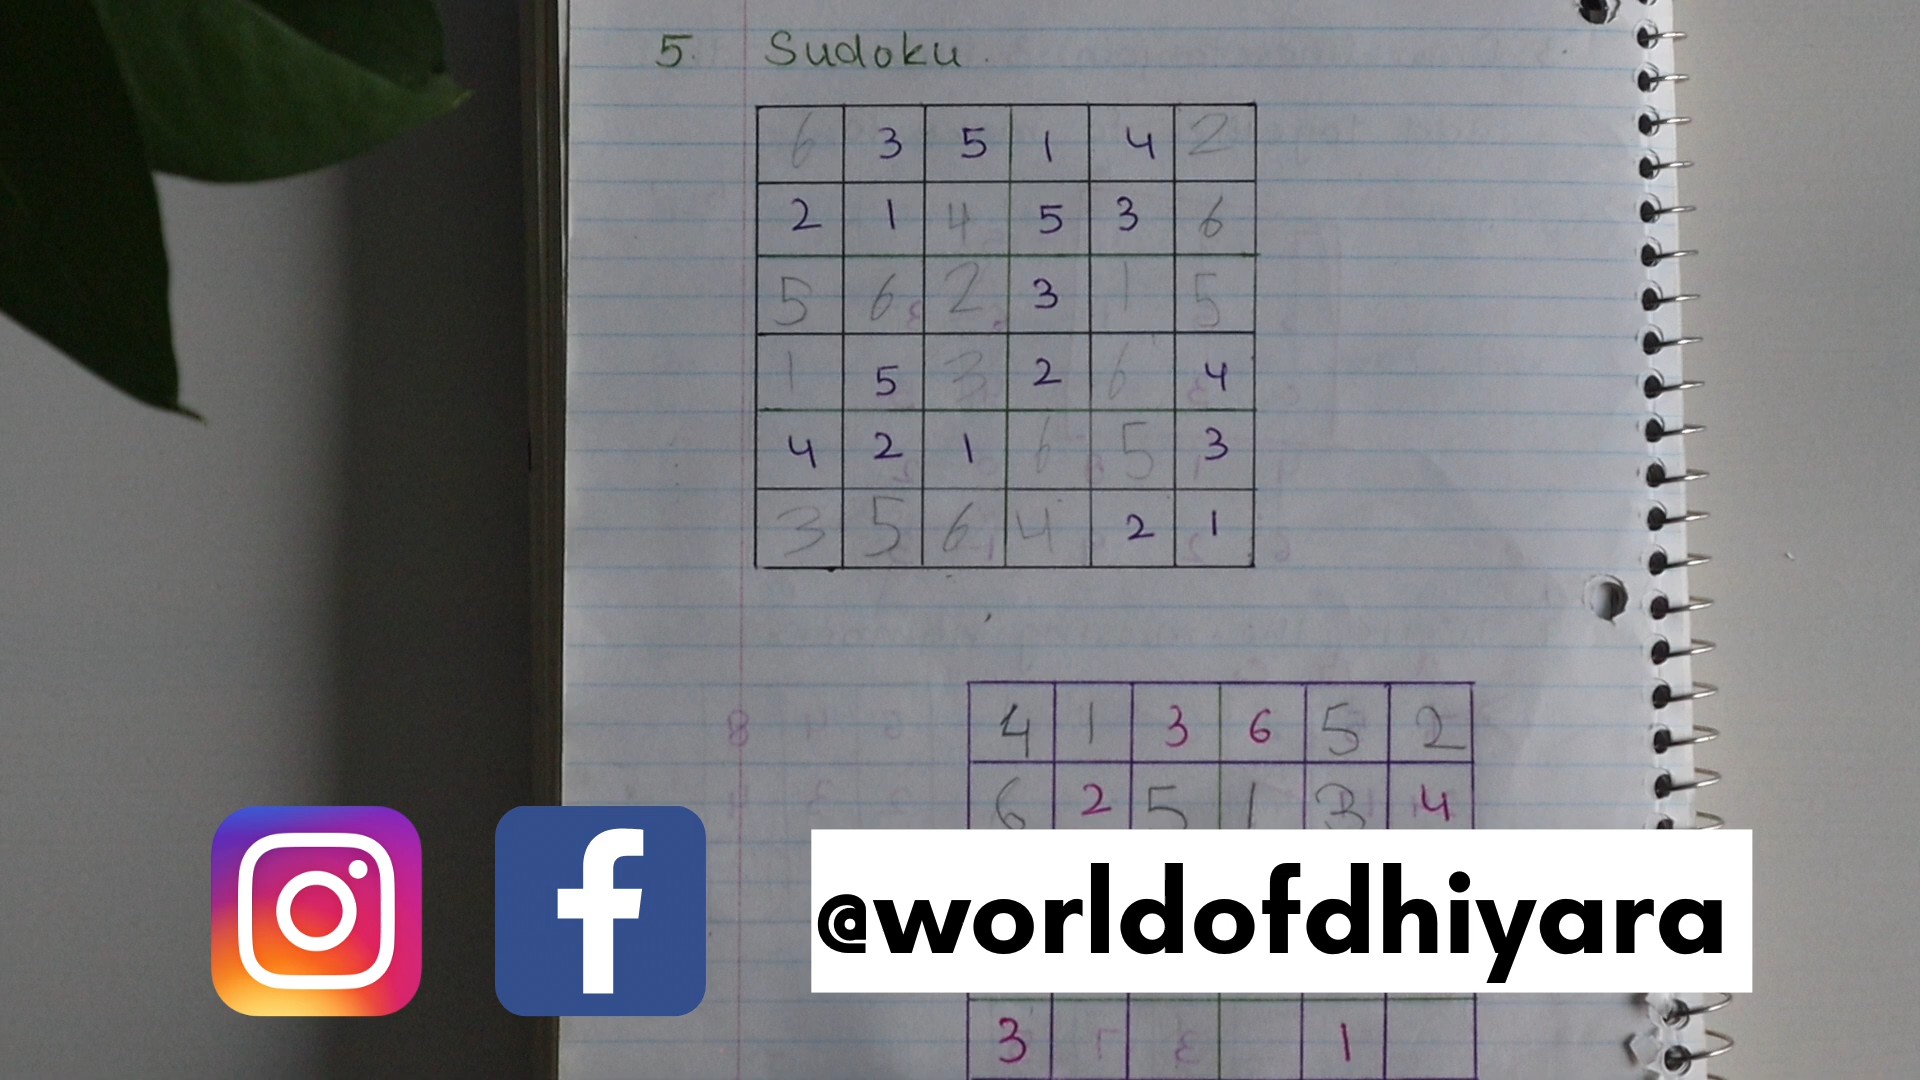 5. Sudoku.
6 3 5 1 4 2
2 1 4 5 3 6
5 6 2 3 1 5
1 5 3 2 6 4
4 2 1 6 5 3
3 5 6 4 2 1
4 1 3 6 5 2
6 2 5 1 3 4
@worldofdhiyara
3 1